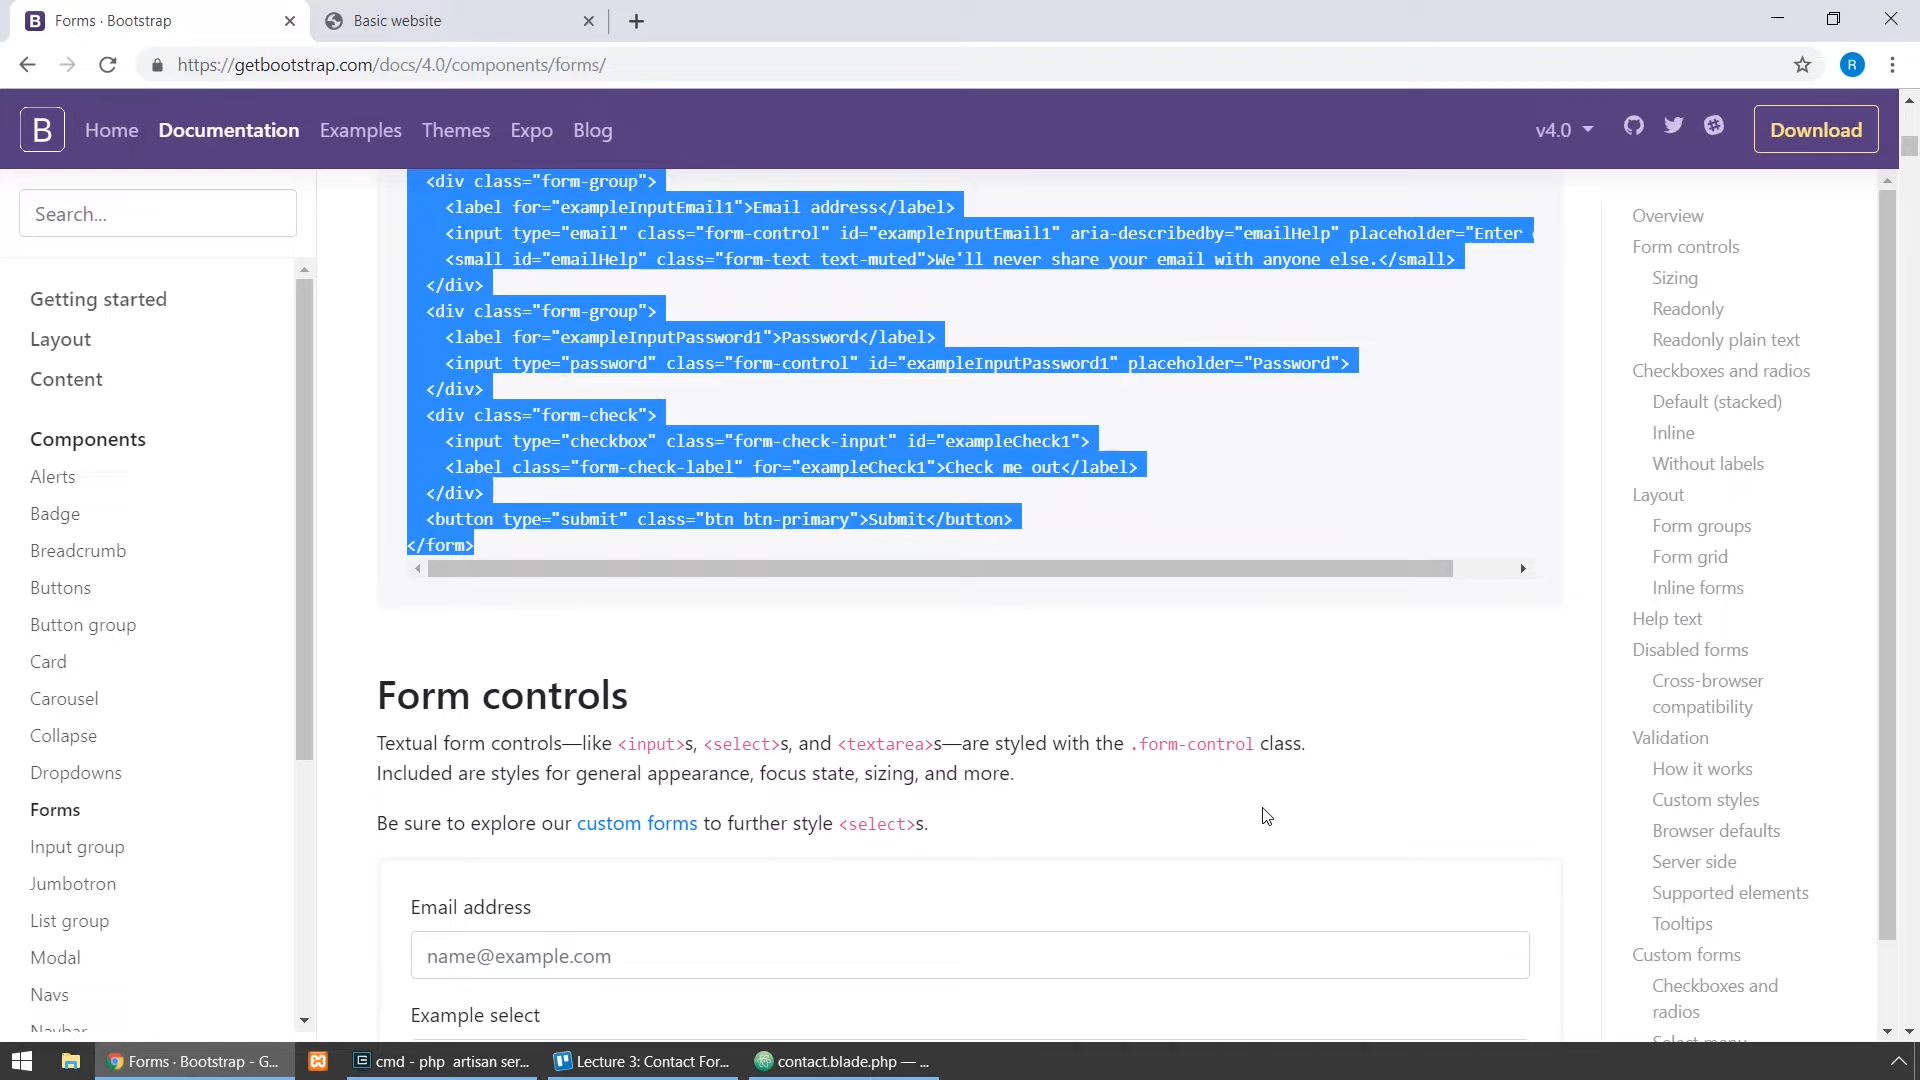 Forms · Bootstrap
Basic website
https://getbootstrap.com/docs/4.0/components/forms/
R
B
Home
Documentation
Examples
Themes
Expo
Blog
v4.0
Download
Search...
Getting started
Layout
Content
Components
Alerts
Badge
Breadcrumb
Buttons
Button group
Card
Carousel
Collapse
Dropdowns
Forms
Input group
Jumbotron
List group
Modal
Navs
Navbar
<div class="form-group">
<label for="exampleInputEmail1">Email address</label>
<input type="email" class="form-control" id="exampleInputEmail1" aria-describedby="emailHelp" placeholder="Enter
<small id="emailHelp" class="form-text text-muted">We'll never share your email with anyone else.</small>
</div>
<div class="form-group">
<label for="exampleInputPassword1">Password</label>
<input type="password" class="form-control" id="exampleInputPassword1" placeholder="Password">
</div>
<div class="form-check">
<input type="checkbox" class="form-check-input" id="exampleCheck1">
<label class="form-check-label" for="exampleCheck1">Check me out</label>
</div>
<button type="submit" class="btn btn-primary">Submit</button>
</form>
Form controls
Textual form controls—like <input>s, <select>s, and <textarea>s—are styled with the .form-control class.
Included are styles for general appearance, focus state, sizing, and more.
Be sure to explore our custom forms to further style <select>s.
Email address
name@example.com
Example select
Overview
Form controls
Sizing
Readonly
Readonly plain text
Checkboxes and radios
Default (stacked)
Inline
Without labels
Layout
Form groups
Form grid
Inline forms
Help text
Disabled forms
Cross-browser
compatibility
Validation
How it works
Custom styles
Browser defaults
Server side
Supported elements
Tooltips
Custom forms
Checkboxes and
radios
Select menu
Forms · Bootstrap - G...
cmd - php artisan ser...
Lecture 3: Contact For...
contact.blade.php — ...